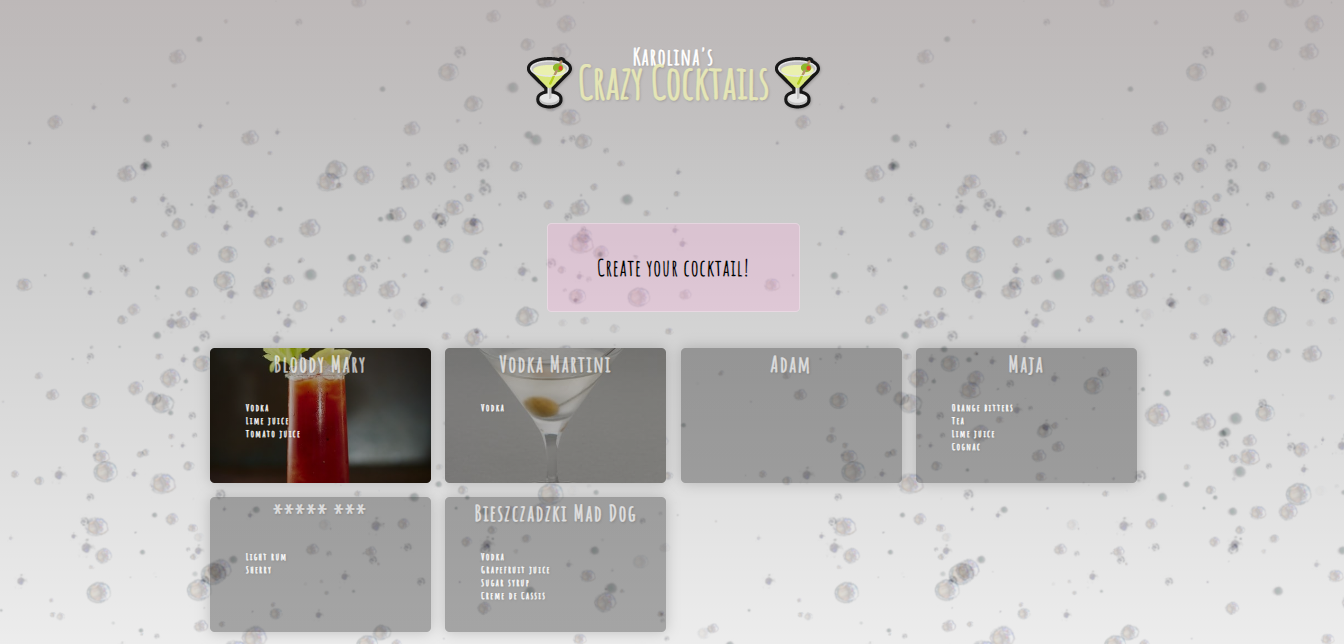 Karolina's
Crazy Cocktails
Create your cocktail!
Bloody Mary
Vodka
Lime juice
Tomato juice
Vodka Martini
Vodka
Adam
Maja
Orange bitters
Tea
Lime juice
Cognac
***** ***
Light rum
Sherry
Bieszczadzki Mad Dog
Vodka
Grapefruit juice
Sugar syrup
Creme de Casses